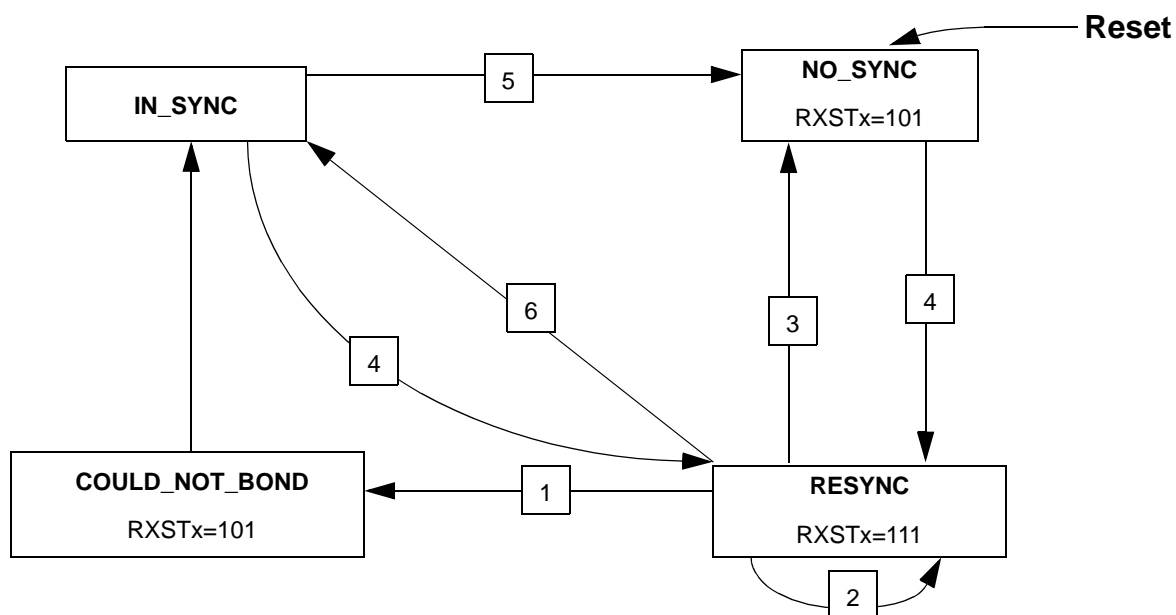 Reset
NO_SYNC
RXSTx=101
5
IN_SYNC
6
3
4
4
COULD_NOT_BOND
RXSTx=101
1
RESYNC
RXSTx=111
2